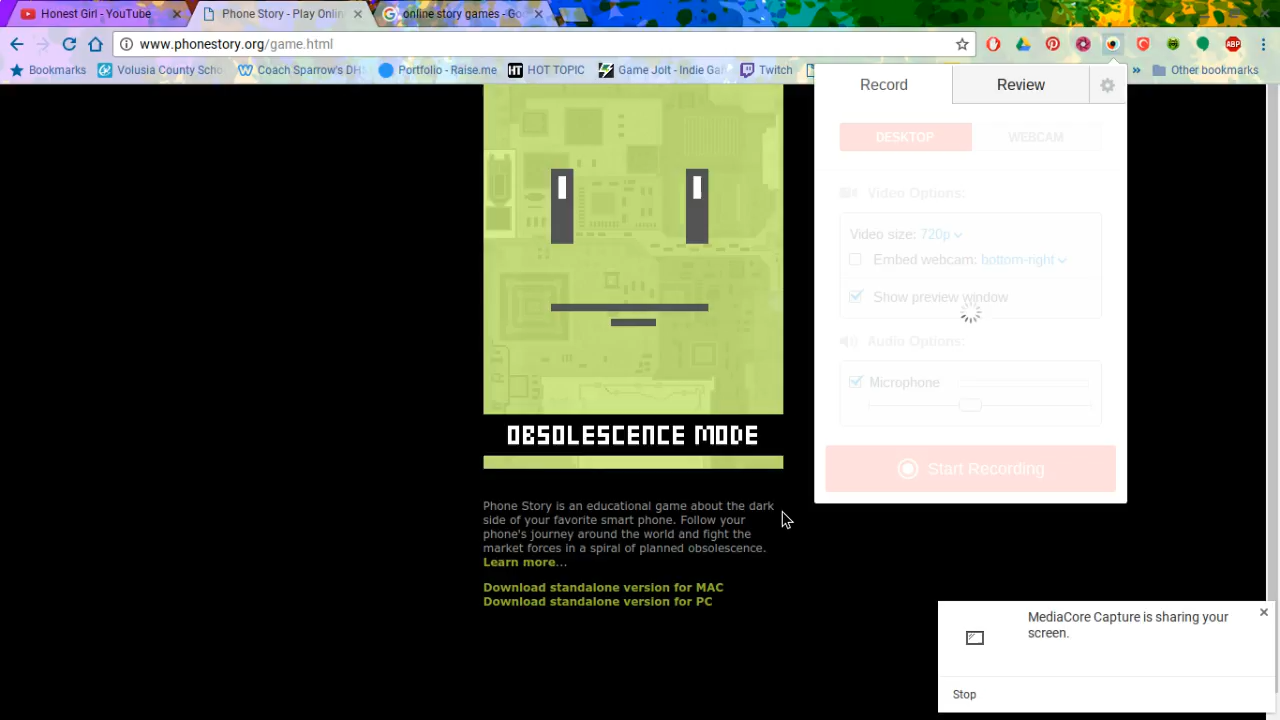 Honest Girl - YouTube
Phone Story - Play Onlin
online story games - Go
www.phonestory.org/game.html
ABP
Bookmarks
Volusia County Scho
Coach Sparrow's DH
Portfolio - Raise.me
HT HOT TOPIC
Game Jolt - Indie Ga
Twitch
»
Other bookmarks
Record
Review
DESKTOP
WEBCAM
Video Options:
Video size: 720p
Embed webcam: bottom-right
Show preview window
Audio Options:
Microphone
Start Recording
OBSOLESCENCE MODE
Phone Story is an educational game about the dark
side of your favorite smart phone. Follow your
phone's journey around the world and fight the
market forces in a spiral of planned obsolescence.
Learn more...
Download standalone version for MAC
Download standalone version for PC
MediaCore Capture is sharing your
screen.
Stop